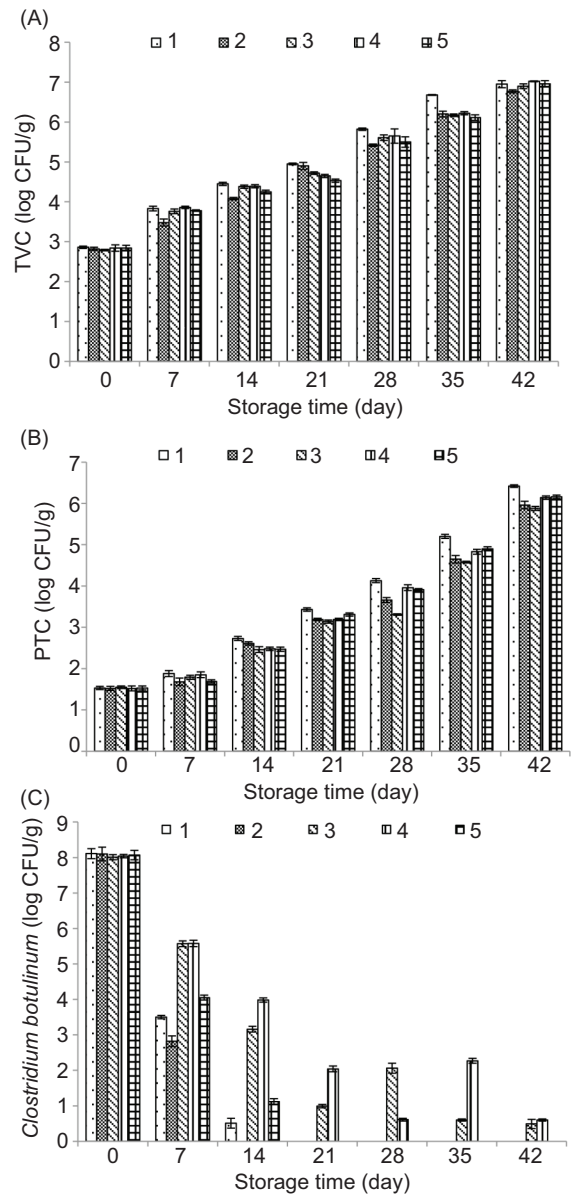 (A)
1 2 3 4 5
8
7
6
5
4
3
2
1
0
TVC (log CFU/g)
0 7 14 21 28 35 42
Storage time (day)
(B)
1 2 3 4 5
7
6
5
4
3
2
1
0
PTC (log CFU/g)
0 7 14 21 28 35 42
Storage time (day)
(C)
1 2 3 4 5
9
8
7
6
5
4
3
2
1
0
Clostridium botulinum (log CFU/g)
0 7 14 21 28 35 42
Storage time (day)